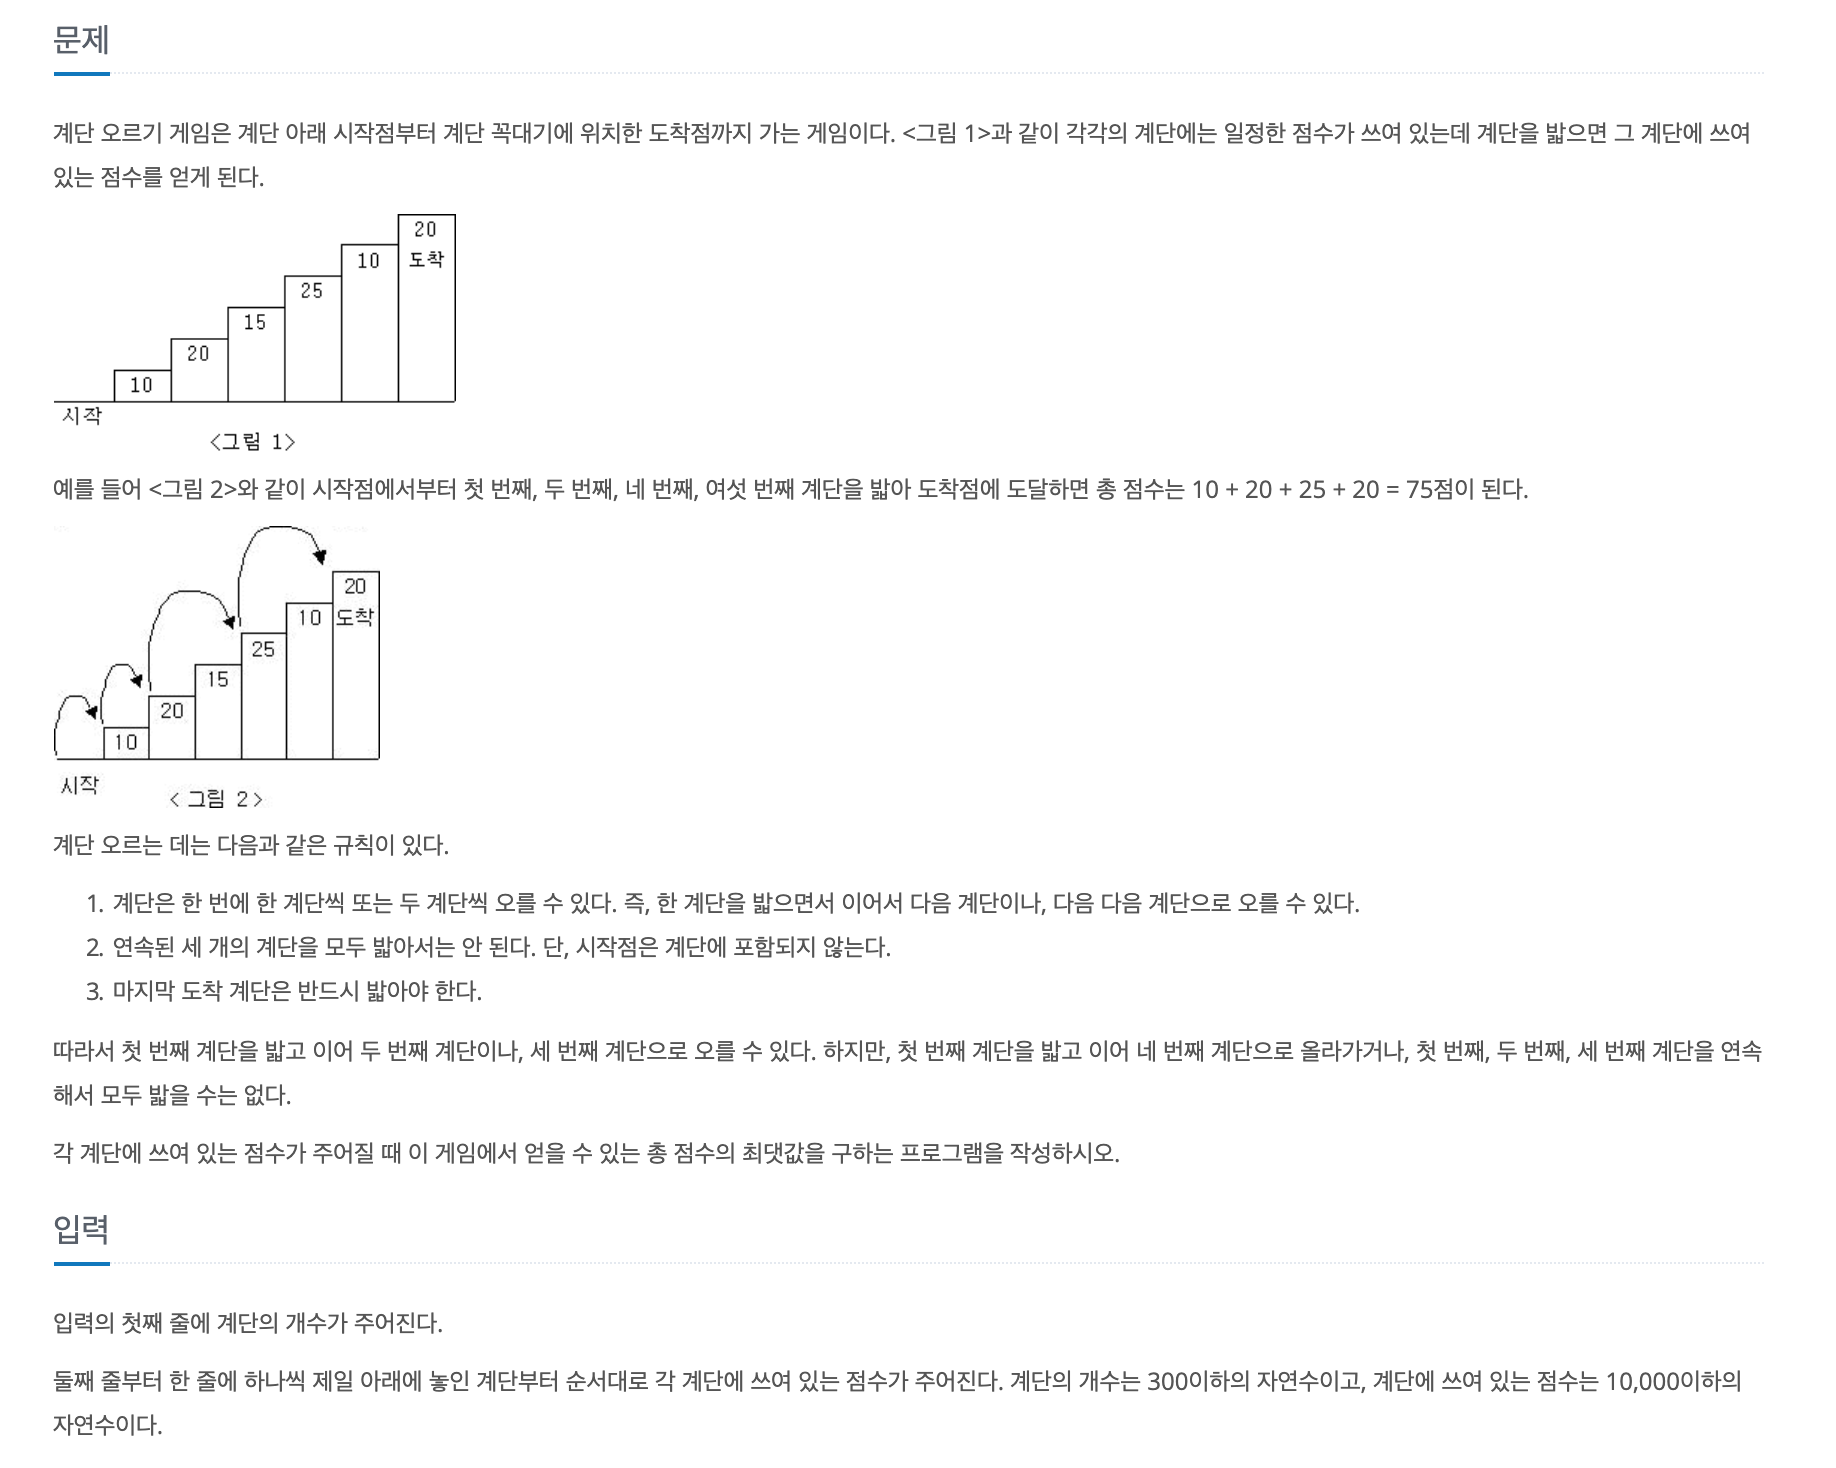 문제
계단 오르기 게임은 계단 아래 시작점부터 계단 꼭대기에 위치한 도착점까지 가는 게임이다. <그림 1>과 같이 각각의 계단에는 일정한 점수가 쓰여 있는데 계단을 밟으면 그 계단에 쓰여
있는 점수를 얻게 된다.
20
도착
10
25
15
20
10
시작
<그림 1>
예를 들어 <그림 2>와 같이 시작점에서부터 첫 번째, 두 번째, 네 번째, 여섯 번째 계단을 밟아 도착점에 도달하면 총 점수는 10 + 20 + 25 + 20 = 75점이 된다.
20
도착
10
25
15
20
10
시작
< 그림 2>
계단 오르는 데는 다음과 같은 규칙이 있다.
1. 계단은 한 번에 한 계단씩 또는 두 계단씩 오를 수 있다. 즉, 한 계단을 밟으면서 이어서 다음 계단이나, 다음 다음 계단으로 오를 수 있다.
2. 연속된 세 개의 계단을 모두 밟아서는 안 된다. 단, 시작점은 계단에 포함되지 않는다.
3. 마지막 도착 계단은 반드시 밟아야 한다.
따라서 첫 번째 계단을 밟고 이어 두 번째 계단이나, 세 번째 계단으로 오를 수 있다. 하지만, 첫 번째 계단을 밟고 이어 네 번째 계단으로 올라가거나, 첫 번째, 두 번째, 세 번째 계단을 연속
해서 모두 밟을 수는 없다.
각 계단에 쓰여 있는 점수가 주어질 때 이 게임에서 얻을 수 있는 총 점수의 최댓값을 구하는 프로그램을 작성하시오.
입력
입력의 첫째 줄에 계단의 개수가 주어진다.
둘째 줄부터 한 줄에 하나씩 제일 아래에 놓인 계단부터 순서대로 각 계단에 쓰여 있는 점수가 주어진다. 계단의 개수는 300이하의 자연수이고, 계단에 쓰여 있는 점수는 10,000이하의
자연수이다.